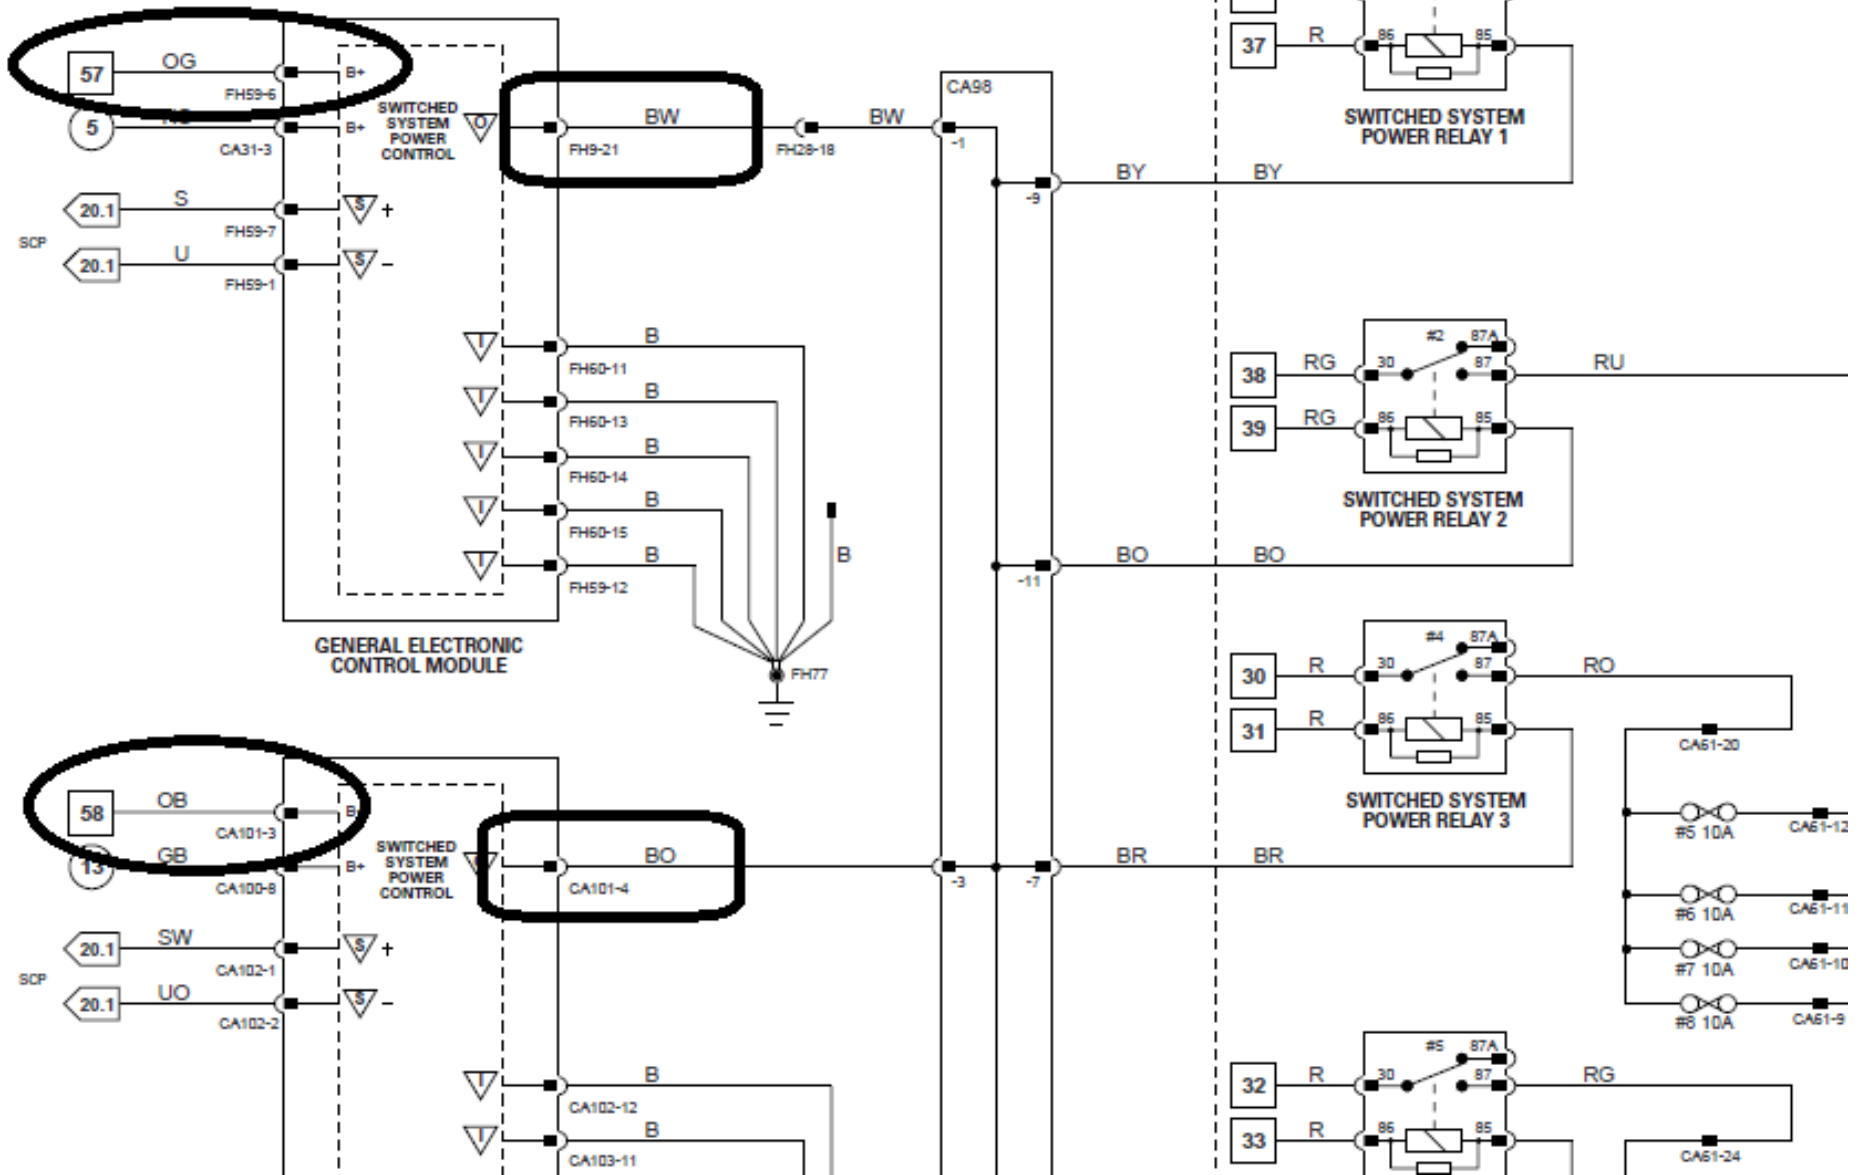 57
OG
B+
FH59-6
5
B+
CA31-3
SWITCHED
SYSTEM
POWER
CONTROL
O
BW
FH9-21
FH28-18
BW
CA98
-1
-9
BY
BY
37
R
86
85
SWITCHED SYSTEM
POWER RELAY 1
20.1
S
S
+
FH59-7
SCP
20.1
U
S
-
FH59-1
I
B
FH60-11
I
B
FH60-13
I
B
FH60-14
I
B
FH60-15
I
B
FH59-12
B
FH77
GENERAL ELECTRONIC
CONTROL MODULE
38
RG
30
#2
87A
87
RU
39
RG
86
85
SWITCHED SYSTEM
POWER RELAY 2
-11
BO
BO
30
R
30
#4
87A
87
RO
31
R
86
85
CA61-20
SWITCHED SYSTEM
POWER RELAY 3
58
OB
B
CA101-3
13
GB
B+
CA100-8
SWITCHED
SYSTEM
POWER
CONTROL
BO
CA101-4
-3
-7
BR
BR
#5 10A
CA61-12
#6 10A
CA61-11
#7 10A
CA61-10
#8 10A
CA61-9
20.1
SW
S
+
CA102-1
SCP
20.1
UO
S
-
CA102-2
I
B
CA102-12
I
B
CA103-11
32
R
30
#5
87A
87
RG
33
R
86
85
CA61-24